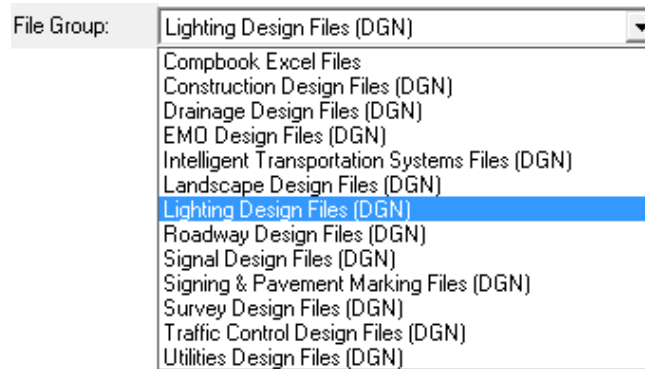 File Group: Lighting Design Files (DGN)
Compbook Excel Files
Construction Design Files (DGN)
Drainage Design Files (DGN)
EMO Design Files (DGN)
Intelligent Transportation Systems Files (DGN)
Landscape Design Files (DGN)
Lighting Design Files (DGN)
Roadway Design Files (DGN)
Signal Design Files (DGN)
Signing & Pavement Marking Files (DGN)
Survey Design Files (DGN)
Traffic Control Design Files (DGN)
Utilities Design Files (DGN)